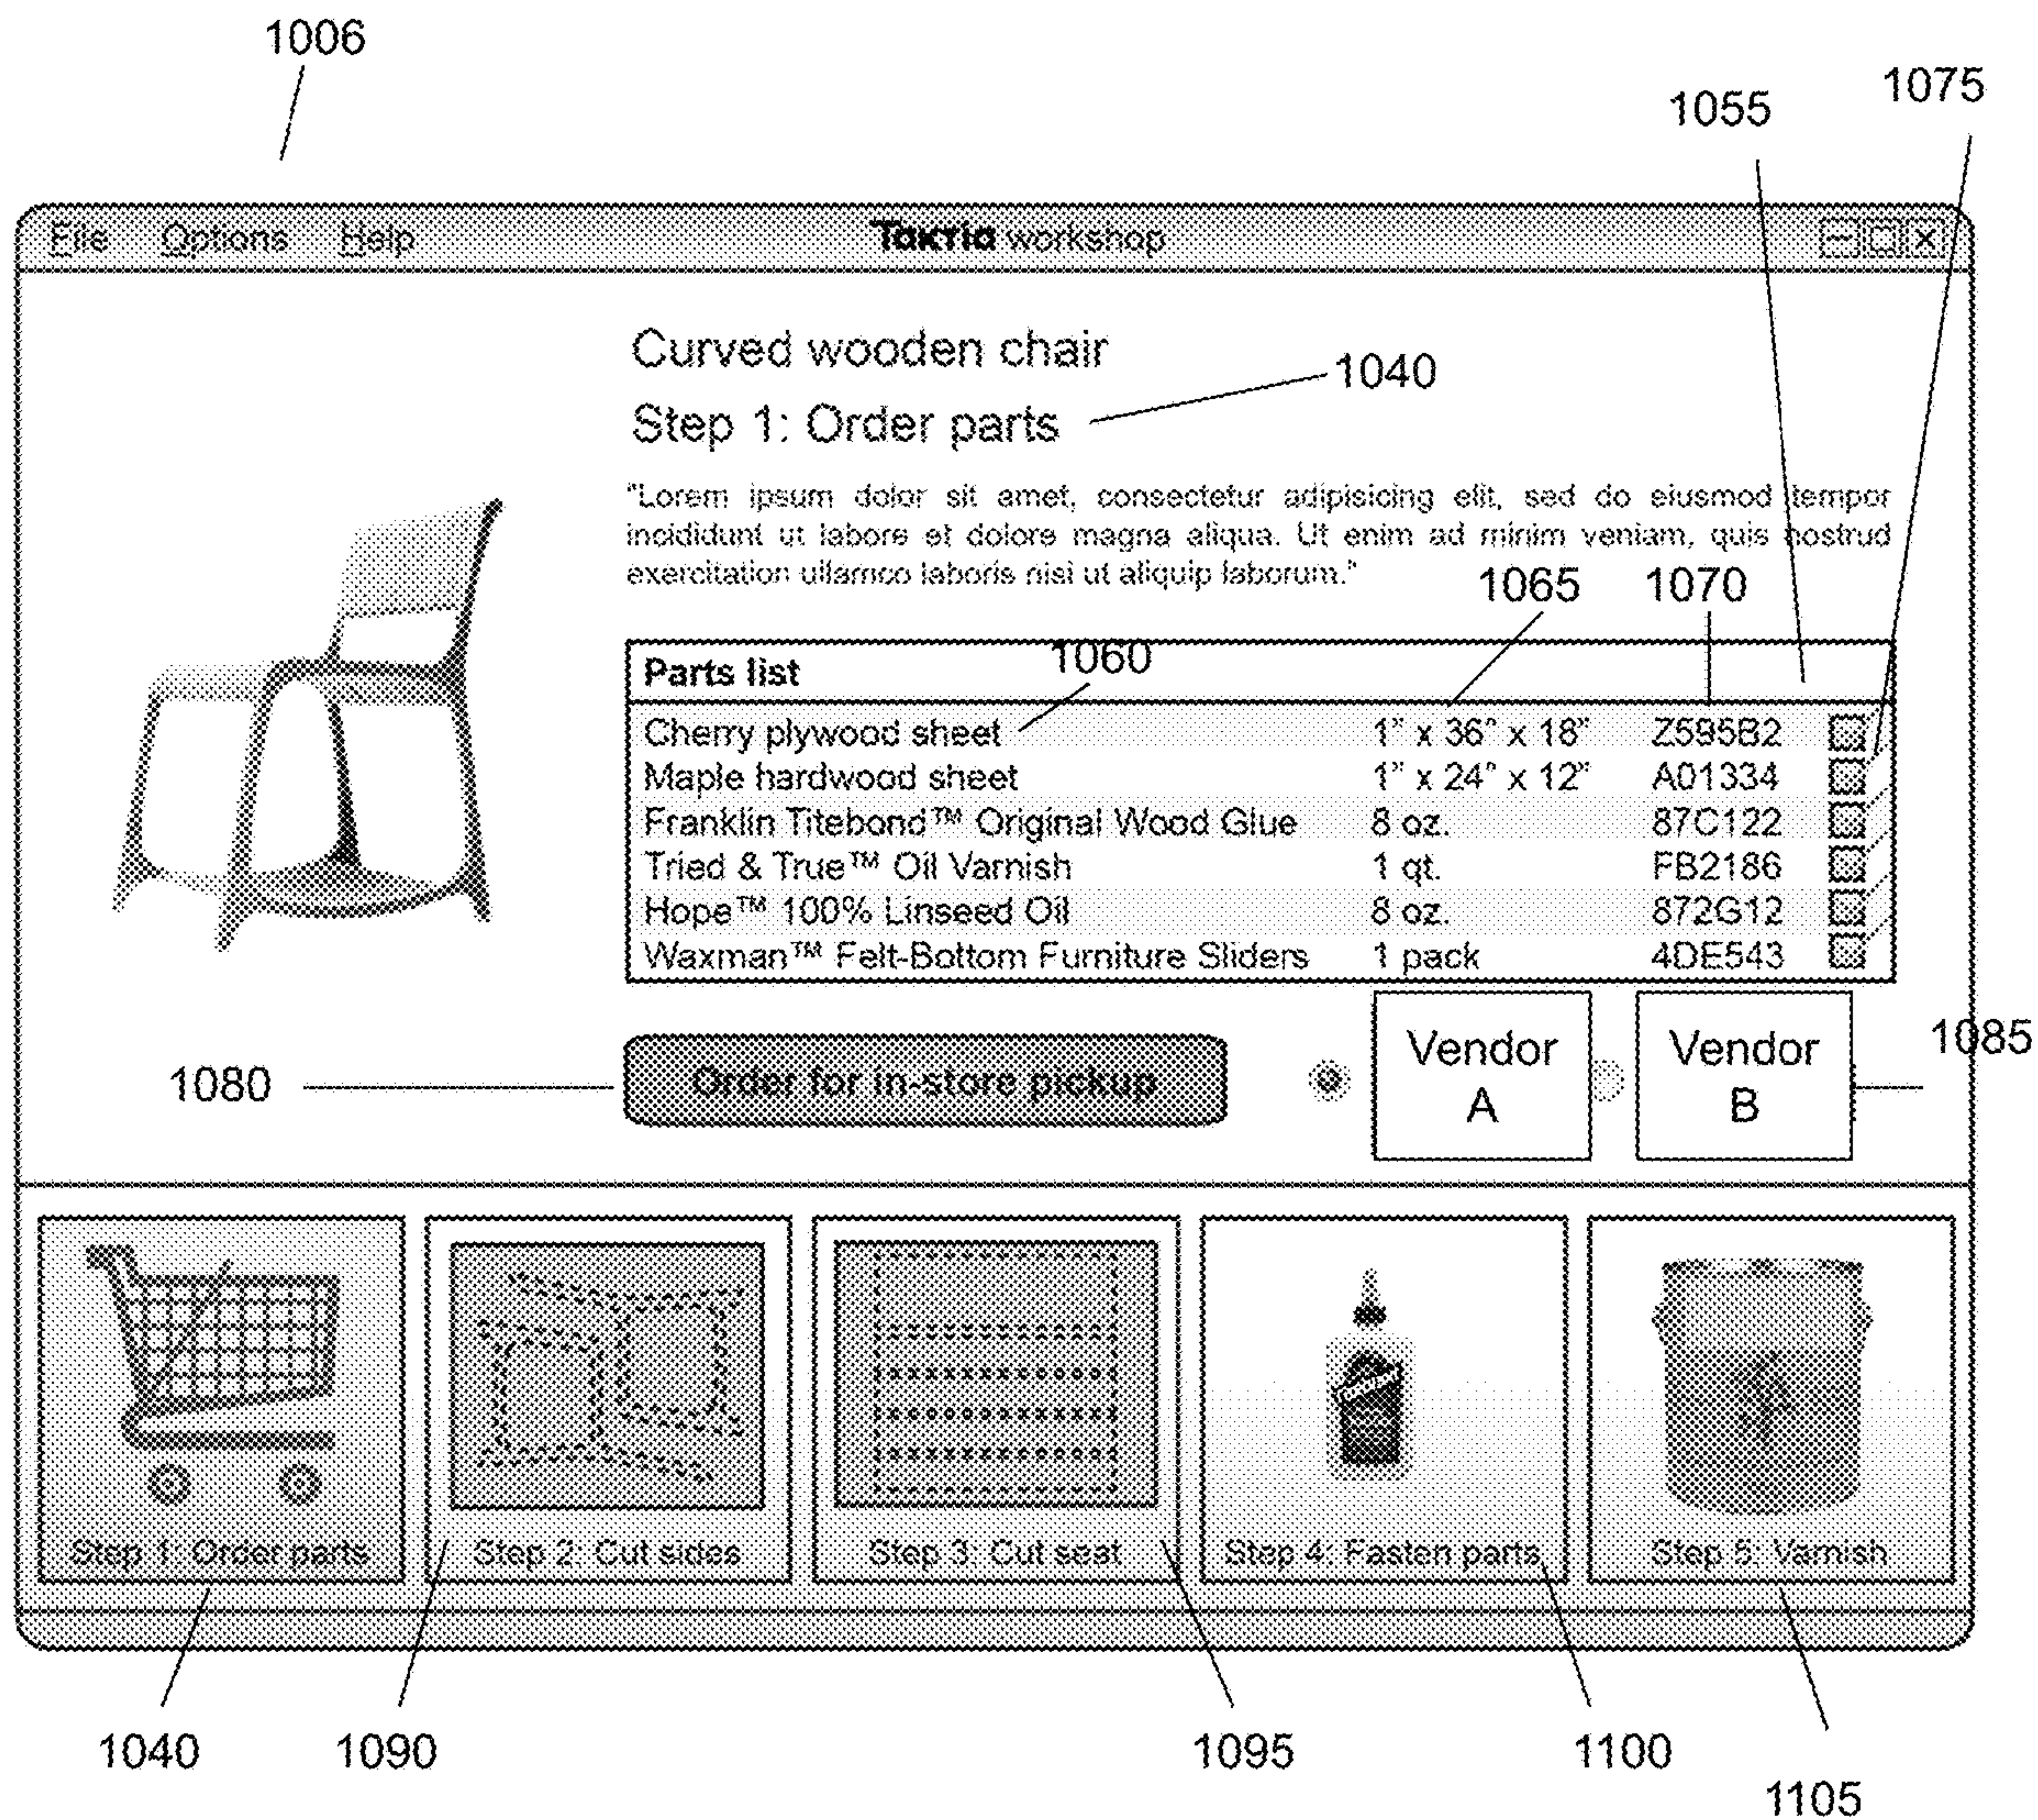 1006
1055
1075
File Options Help
Taktia workshop
Curved wooden chair
1040
Step 1: Order parts
"Lorem ipsum dolor sit amet, consectetur adipisicing elit, sed do eiusmod tempor
incididunt ut labore et dolore magna aliqua. Ut enim ad minim veniam, quis nostrud
exercitation ullamco laboris nisi ut aliquip laborum."
1065 1070
Parts list
1060
Cherry plywood sheet 1" x 36" x 18" Z595B2
Maple hardwood sheet 1" x 24" x 12" A01334
Franklin Titebond™ Original Wood Glue 8 oz. 87C122
Tried & True™ Oil Varnish 1 qt. FB2186
Hope™ 100% Linseed Oil 8 oz. 872G12
Waxman™ Felt-Bottom Furniture Sliders 1 pack 4DE543
1080
Order for in-store pickup
Vendor
A
Vendor
B
1085
Step 1: Order parts
Step 2: Cut sides
Step 3: Cut seat
Step 4: Fasten parts
Step 5: Varnish
1040 1090 1095 1100
1105